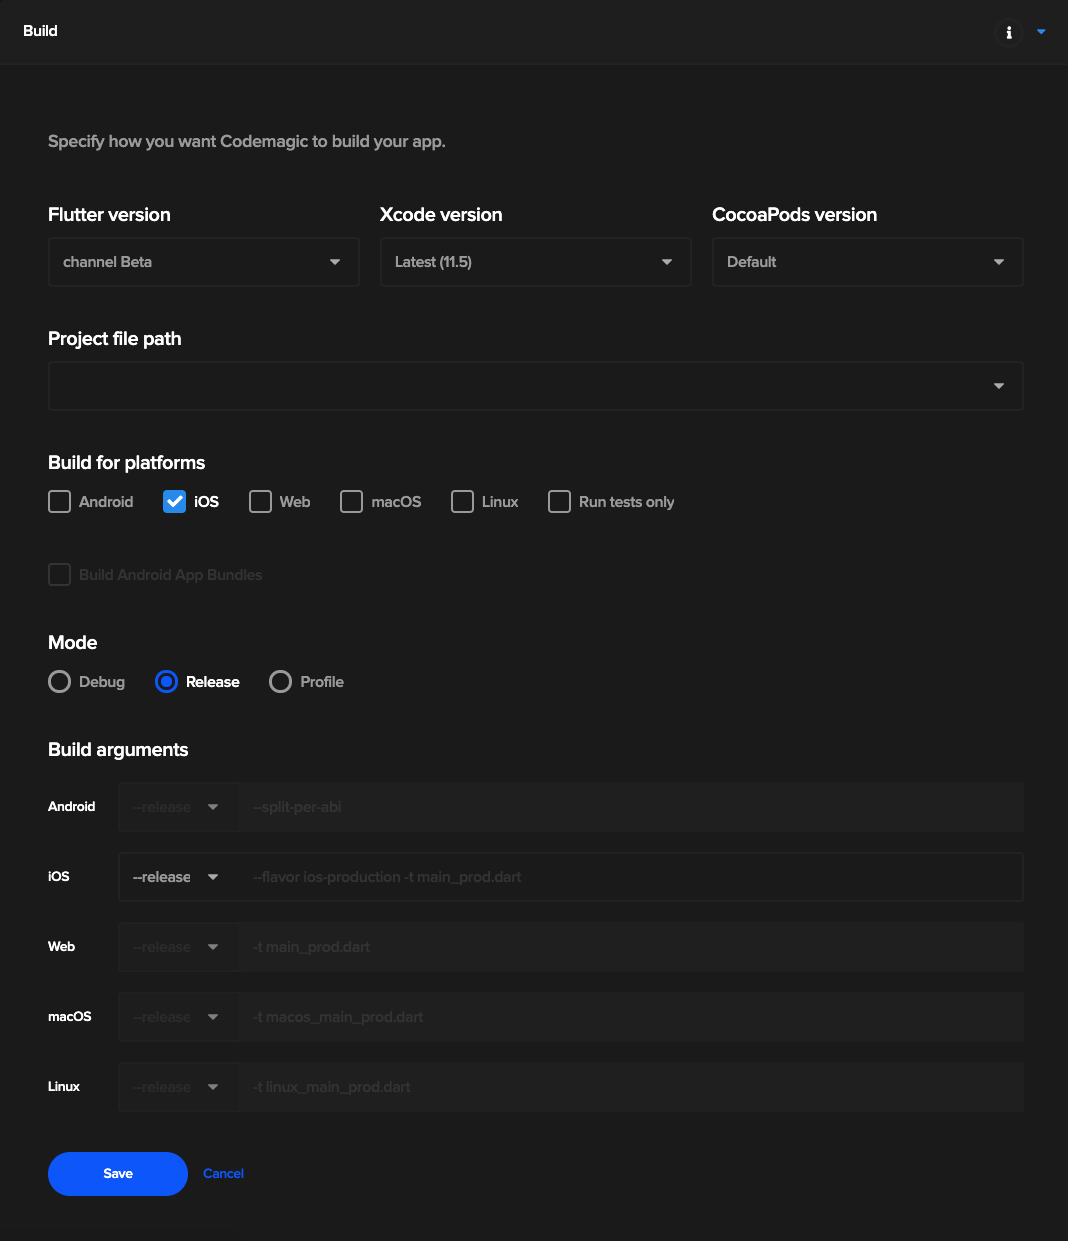 Build
Specify how you want Codemagic to build your app.
Flutter version
Xcode version
CocoaPods version
channel Beta
Latest (11.5)
Default
Project file path
Build for platforms
Android
iOS
Web
macOS
Linux
Run tests only
Build Android App Bundles
Mode
Debug
Release
Profile
Build arguments
Android
--release
--split-per-abi
iOS
--release
--flavor ios-production -t main_prod.dart
Web
--release
-t main_prod.dart
macOS
--release
-t macos_main_prod.dart
Linux
--release
-t linux_main_prod.dart
Save
Cancel